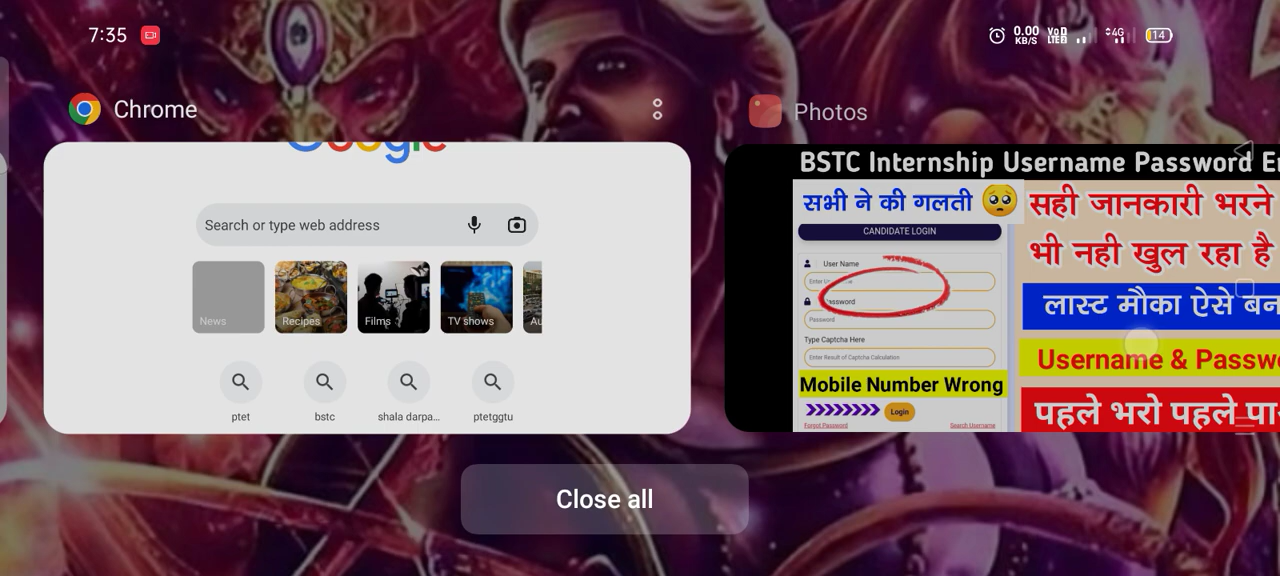 7:35
0.00 KB/S
VoD LTED
4G
14
Chrome
Photos
Google
Search or type web address
News
Recipes
Films
TV shows
Au
ptet
bstc
shala darpa...
ptetggtu
BSTC Internship Username Password
सभी ने की गलती 🥺
CANDIDATE LOGIN
User Name
Password
Password
Type Captcha Here
Enter Result of Captcha Calculation
Mobile Number Wrong
Login
Forgot Password
Search Username
सही जानकारी भरने
भी नही खुल रहा है
लास्ट मौका ऐसे
Username &
पहले भरो पहले
Close all